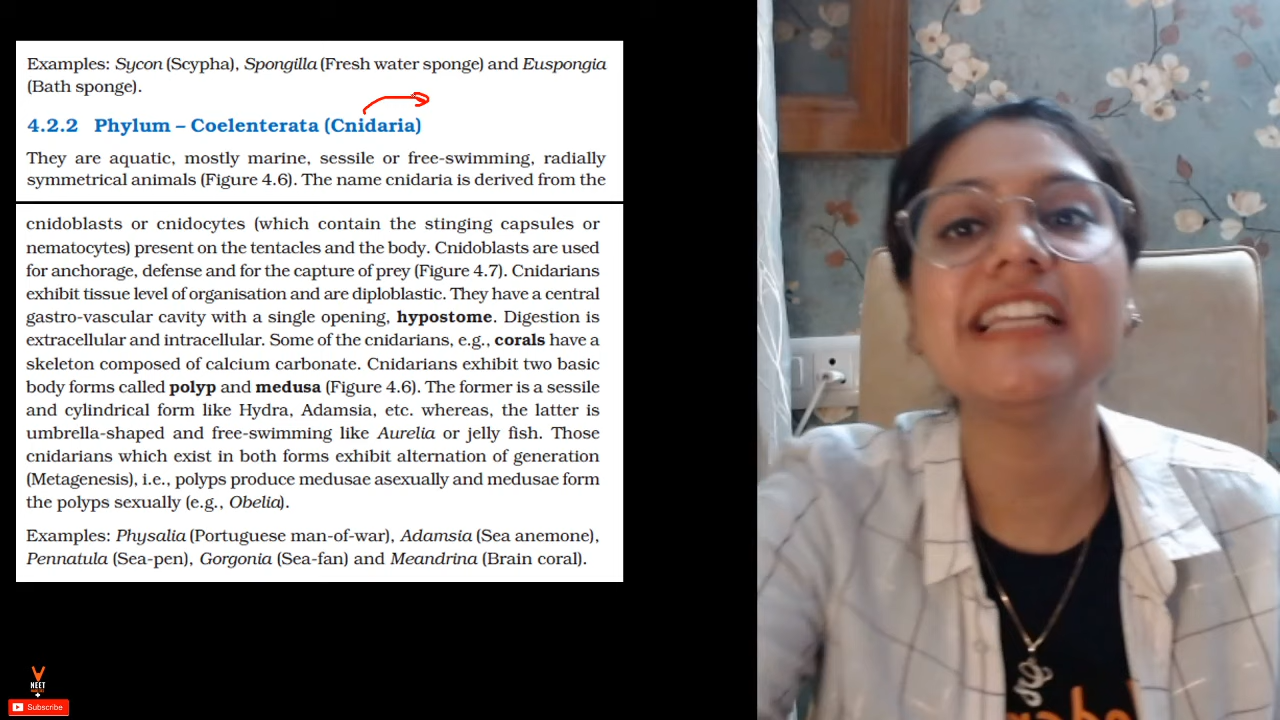 Examples: Sycon (Scypha), Spongilla (Fresh water sponge) and Euspongia
(Bath sponge).
4.2.2 Phylum – Coelenterata (Cnidaria)
They are aquatic, mostly marine, sessile or free-swimming, radially
symmetrical animals (Figure 4.6). The name cnidaria is derived from the
cnidoblasts or cnidocytes (which contain the stinging capsules or
nematocytes) present on the tentacles and the body. Cnidoblasts are used
for anchorage, defense and for the capture of prey (Figure 4.7). Cnidarians
exhibit tissue level of organisation and are diploblastic. They have a central
gastro-vascular cavity with a single opening, hypostome. Digestion is
extracellular and intracellular. Some of the cnidarians, e.g., corals have a
skeleton composed of calcium carbonate. Cnidarians exhibit two basic
body forms called polyp and medusa (Figure 4.6). The former is a sessile
and cylindrical form like Hydra, Adamsia, etc. whereas, the latter is
umbrella-shaped and free-swimming like Aurelia or jelly fish. Those
cnidarians which exist in both forms exhibit alternation of generation
(Metagenesis), i.e., polyps produce medusae asexually and medusae form
the polyps sexually (e.g., Obelia).
Examples: Physalia (Portuguese man-of-war), Adamsia (Sea anemone),
Pennatula (Sea-pen), Gorgonia (Sea-fan) and Meandrina (Brain coral).
NEET
Subscribe